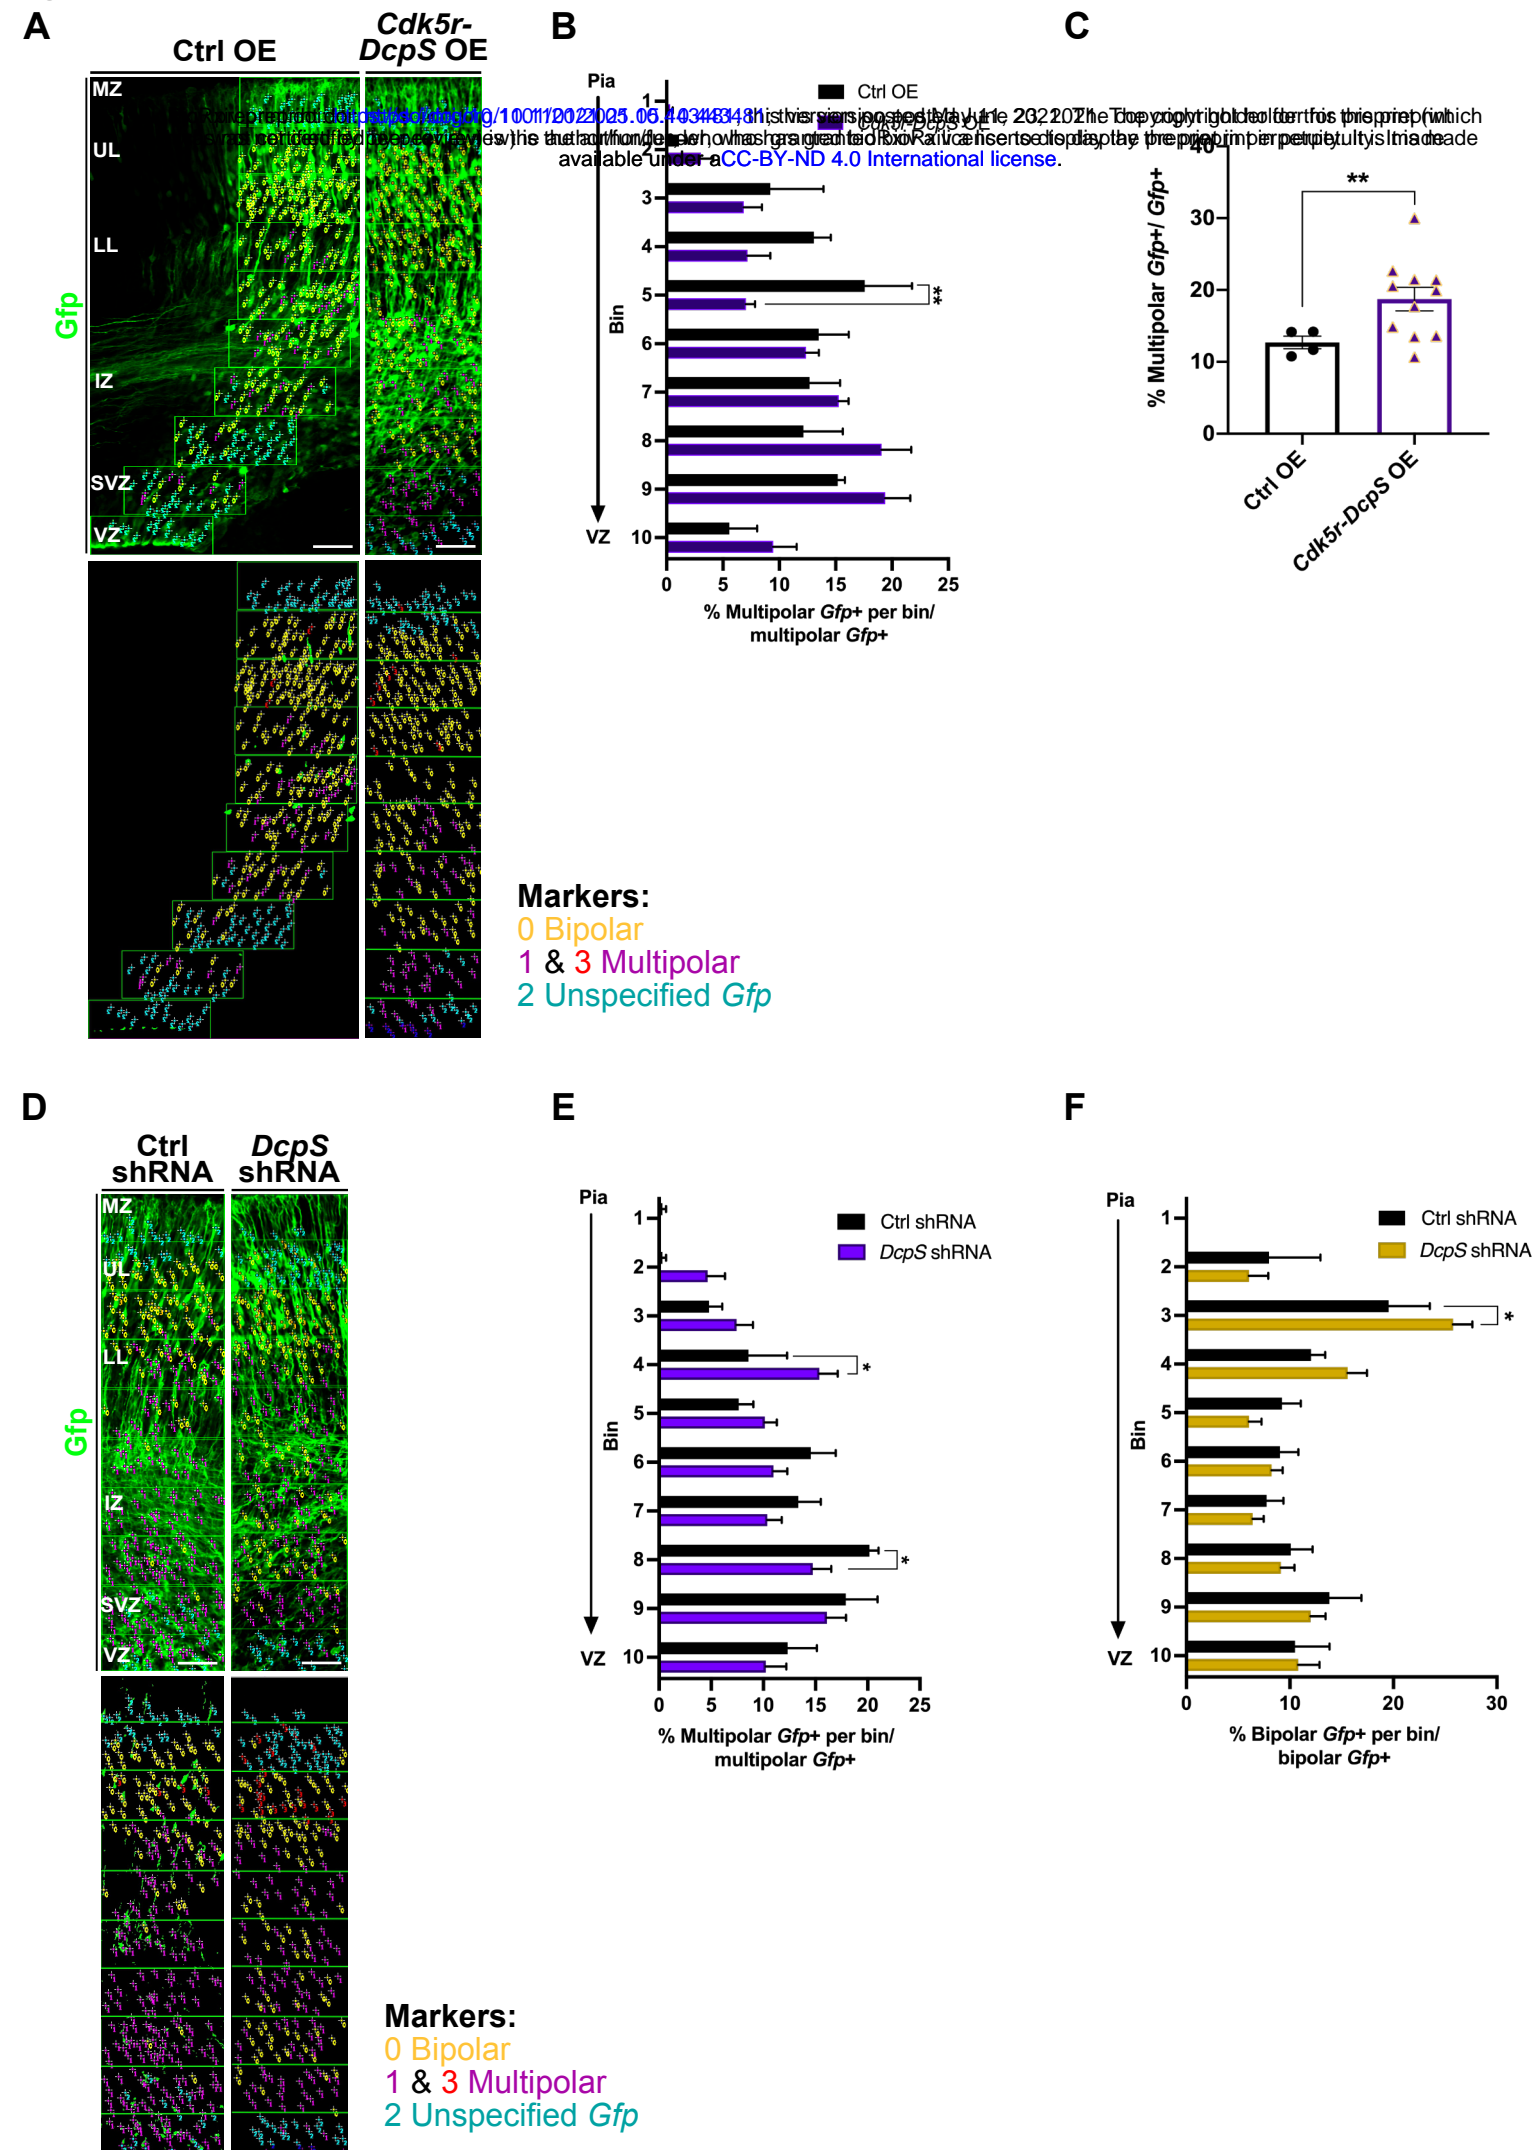 A
Ctrl OE
Cdk5r-
DcpS OE
Gfp
MZ
UL
LL
IZ
SVZ
VZ
B
Pia
Bin
VZ
Ctrl OE
available under aCC-BY-ND 4.0 International license.
1
2
3
4
5
6
7
8
9
10
**
0 5 10 15 20 25
% Multipolar Gfp+ per bin/
multipolar Gfp+
C
% Multipolar Gfp+/ Gfp+
40
30
20
10
0
**
Ctrl OE
Cdk5r-DcpS OE
Markers:
0 Bipolar
1 & 3 Multipolar
2 Unspecified Gfp
D
Ctrl
shRNA
DcpS
shRNA
Gfp
MZ
UL
LL
IZ
SVZ
VZ
Markers:
0 Bipolar
1 & 3 Multipolar
2 Unspecified Gfp
E
Pia
Bin
VZ
Ctrl shRNA
DcpS shRNA
1
2
3
4
5
6
7
8
9
10
*
*
0 5 10 15 20 25
% Multipolar Gfp+ per bin/
multipolar Gfp+
F
Pia
Bin
VZ
Ctrl shRNA
DcpS shRNA
1
2
3
4
5
6
7
8
9
10
*
0 10 20 30
% Bipolar Gfp+ per bin/
bipolar Gfp+